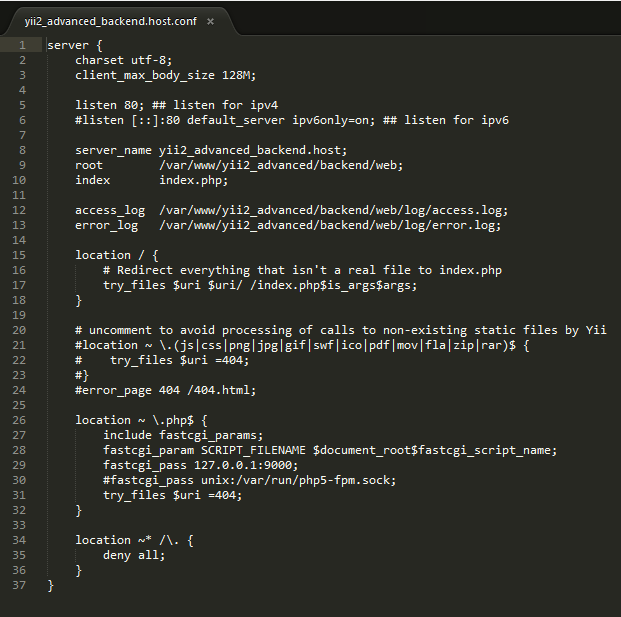 yii2_advanced_backend.host.conf ×
1 server {
2     charset utf-8;
3     client_max_body_size 128M;
4
5     listen 80; ## listen for ipv4
6     #listen [::]:80 default_server ipv6only=on; ## listen for ipv6
7
8     server_name yii2_advanced_backend.host;
9     root        /var/www/yii2_advanced/backend/web;
10     index       index.php;
11
12     access_log  /var/www/yii2_advanced/backend/web/log/access.log;
13     error_log   /var/www/yii2_advanced/backend/web/log/error.log;
14
15     location / {
16         # Redirect everything that isn't a real file to index.php
17         try_files $uri $uri/ /index.php$is_args$args;
18     }
19
20     # uncomment to avoid processing of calls to non-existing static files by Yii
21     #location ~ \.(js|css|png|jpg|gif|swf|ico|pdf|mov|fla|zip|rar)$ {
22     #    try_files $uri =404;
23     #}
24     #error_page 404 /404.html;
25
26     location ~ \.php$ {
27         include fastcgi_params;
28         fastcgi_param SCRIPT_FILENAME $document_root$fastcgi_script_name;
29         fastcgi_pass 127.0.0.1:9000;
30         #fastcgi_pass unix:/var/run/php5-fpm.sock;
31         try_files $uri =404;
32     }
33
34     location ~* /\. {
35         deny all;
36     }
37 }